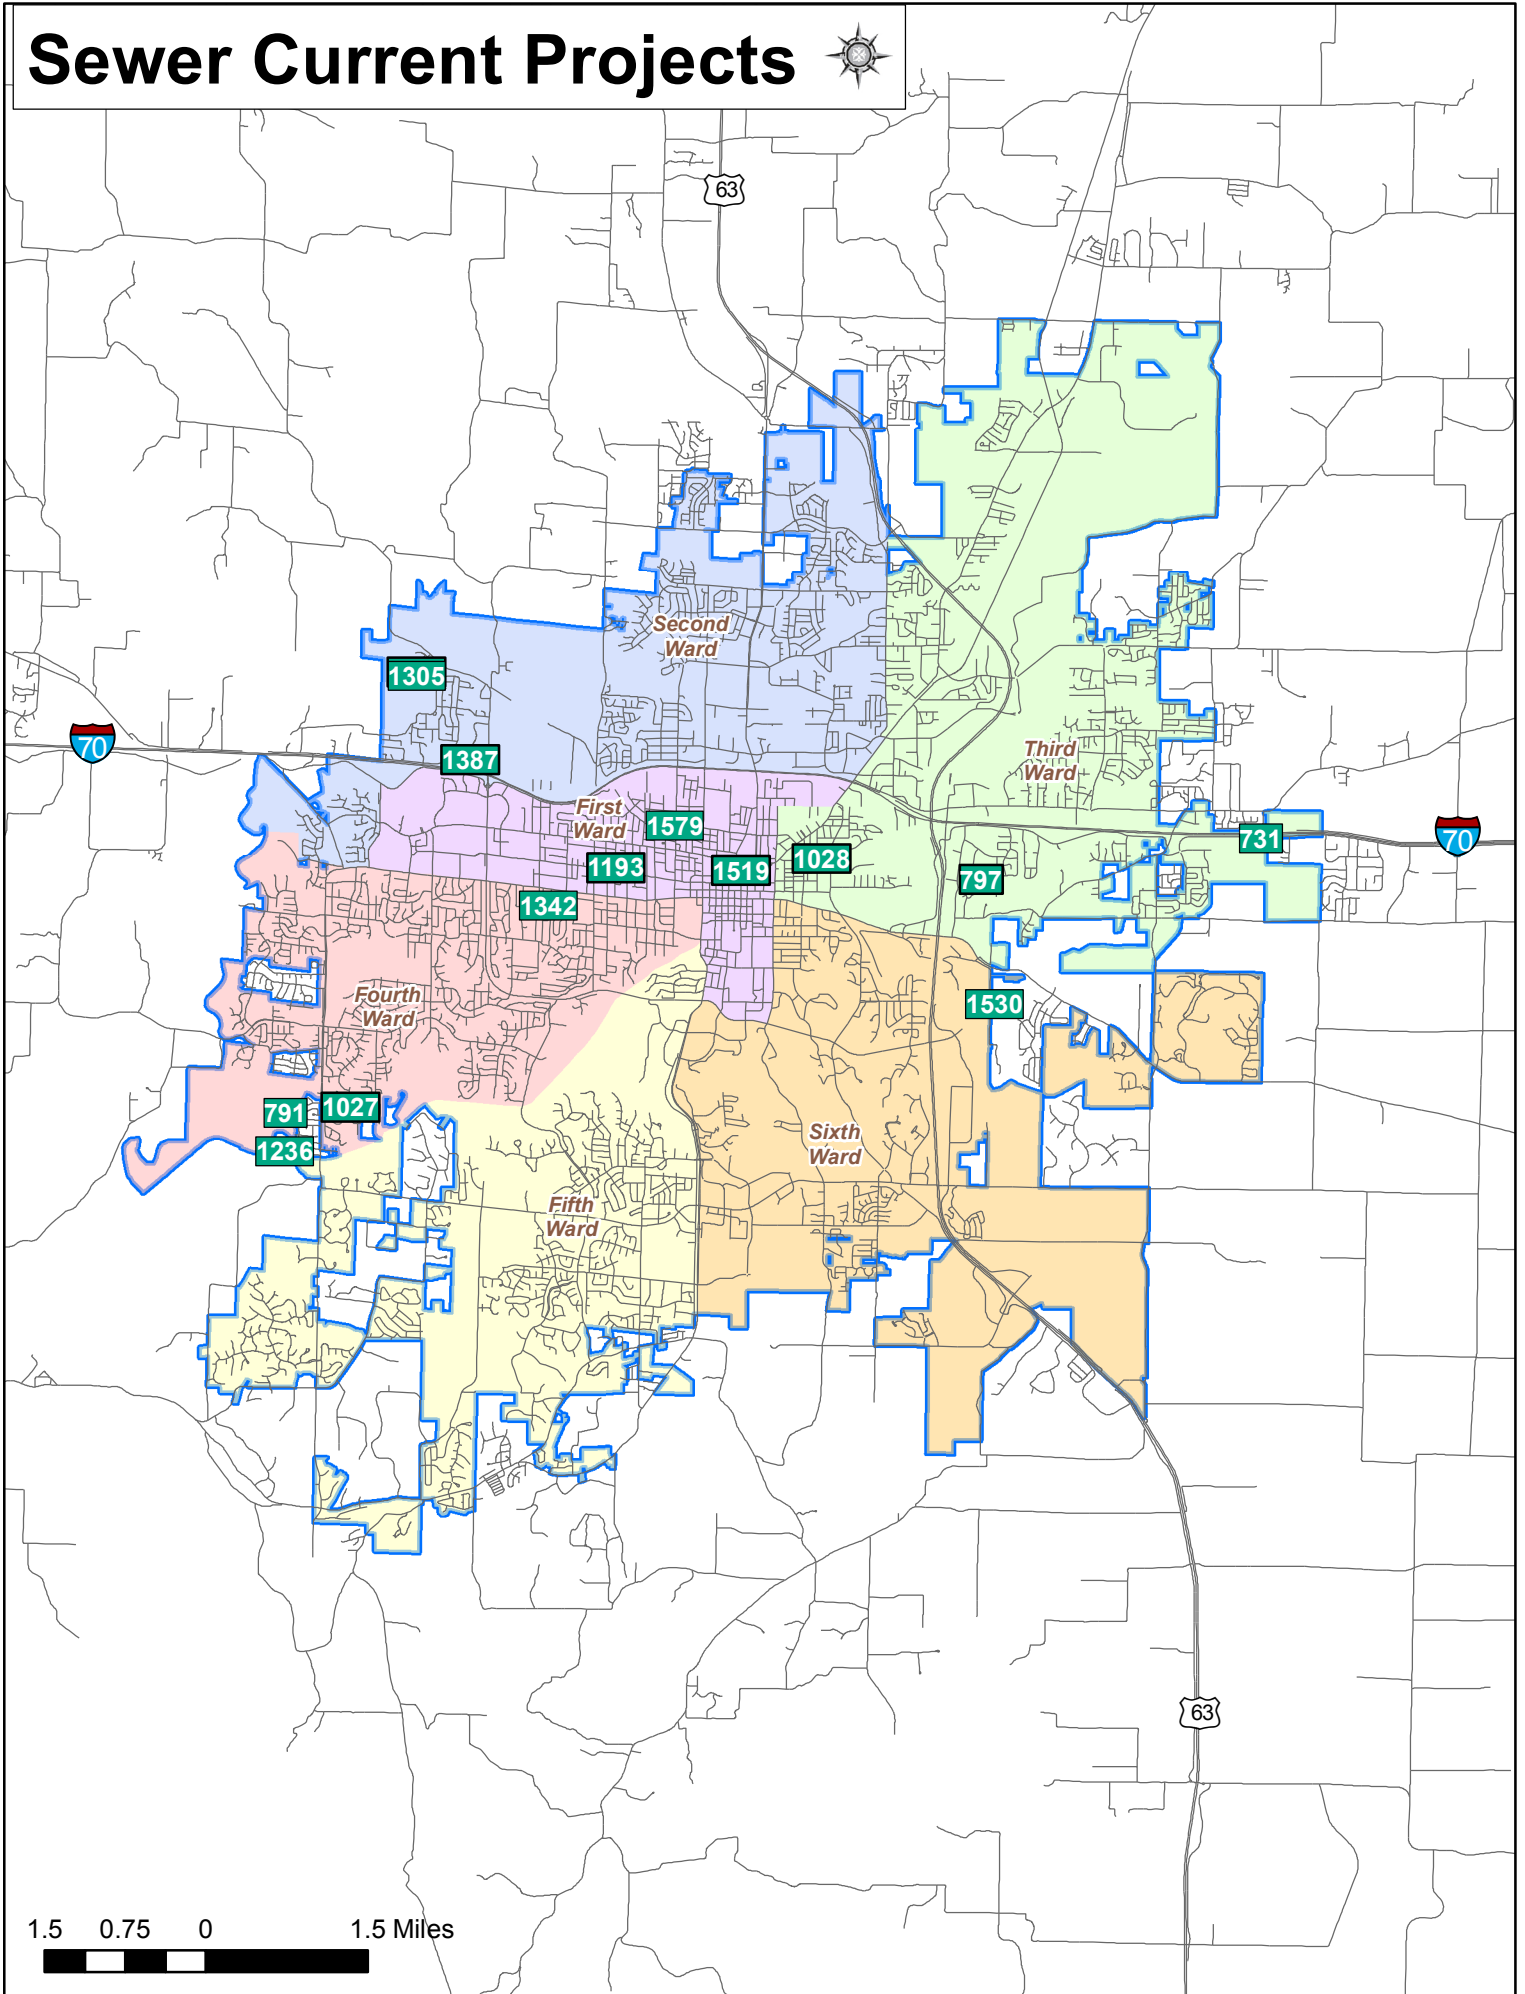 Sewer Current Projects
63
Second
Ward
1305
70
1387
Third
Ward
First
Ward
1579
731
70
1028
1193
1519
797
1342
Fourth
Ward
1530
791
1027
1236
Sixth
Ward
Fifth
Ward
63
1.5 0.75 0 1.5 Miles